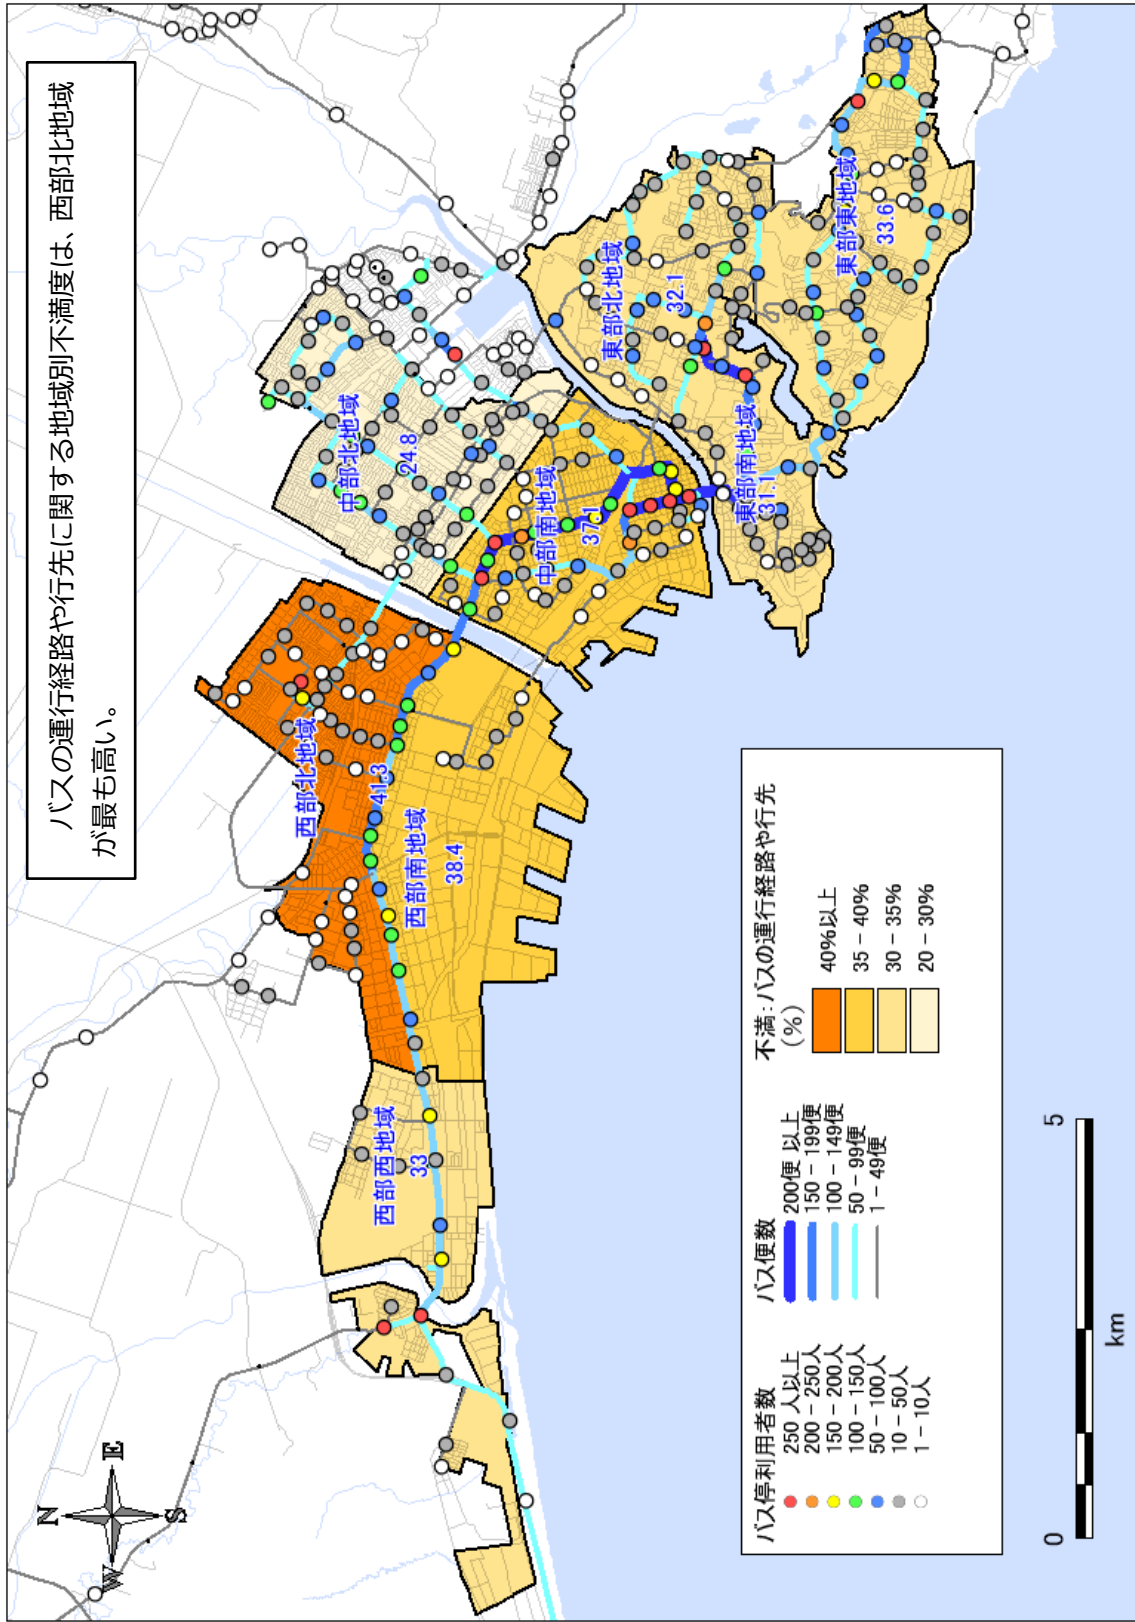 バスの運行経路や行先に関する地域別不満度は、西部北地域
が最も高い。
N
W
E
S
西部北地域
41.3
西部南地域
38.4
西部西地域
33
中部北地域
24.8
中部南地域
37.1
東部北地域
32.1
東部南地域
31.1
東部東地域
33.6
バス停利用者数
250 人以上
200－250人
150－200人
100－150人
50－100人
10－50人
1－10人
バス便数
200便 以上
150－199便
100－149便
50－99便
1－49便
不満：バスの運行経路や行先
(%)
40%以上
35－40%
30－35%
20－30%
0
5
km